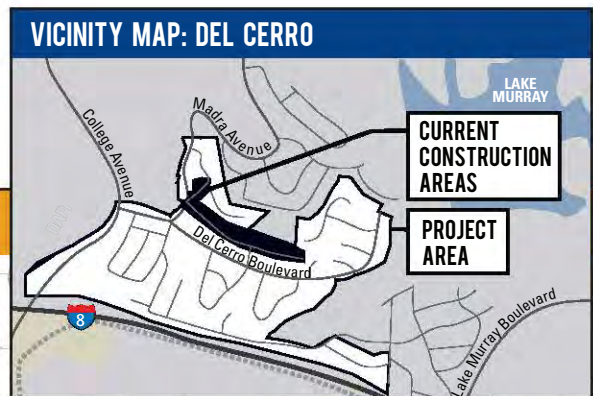 VICINITY MAP: DEL CERRO
LAKE
MURRAY
College Avenue
Madra Avenue
CURRENT
CONSTRUCTION
AREAS
PROJECT
AREA
Del Cerro Boulevard
8
Lake Murray Boulevard